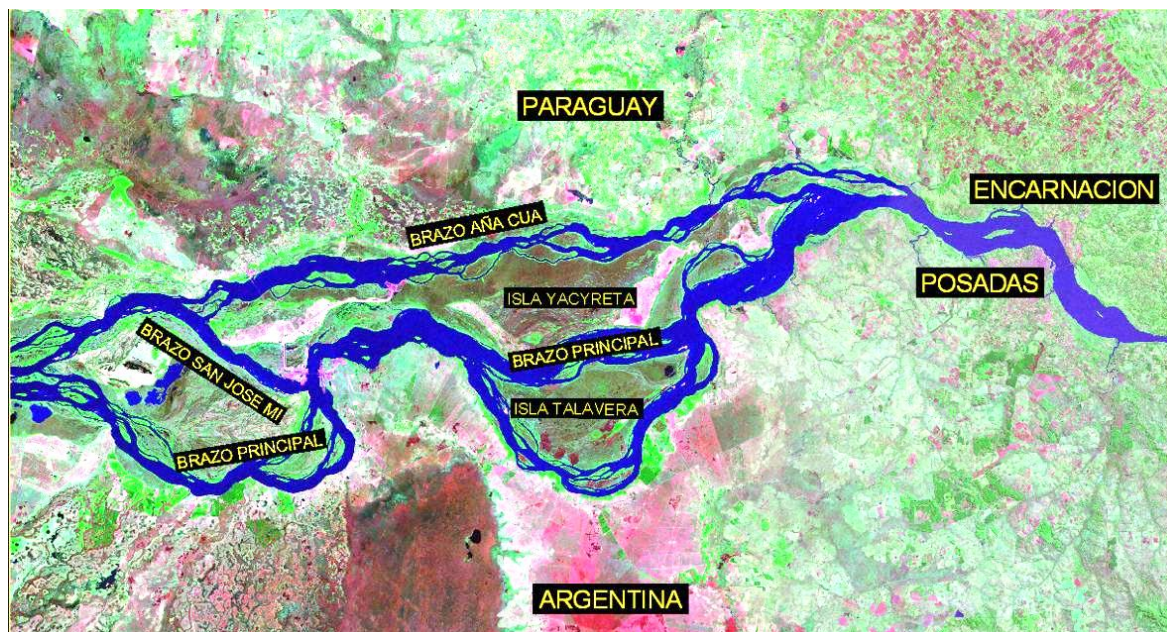 PARAGUAY
ENCARNACION
BRAZO AÑA CUA
POSADAS
ISLA YACYRETA
BRAZO PRINCIPAL
BRAZO SAN JOSE MI
ISLA TALAVERA
BRAZO PRINCIPAL
ARGENTINA